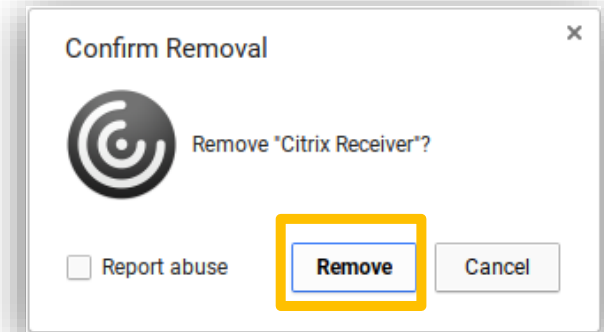 Confirm Removal
Remove "Citrix Receiver"?
Report abuse
Remove
Cancel